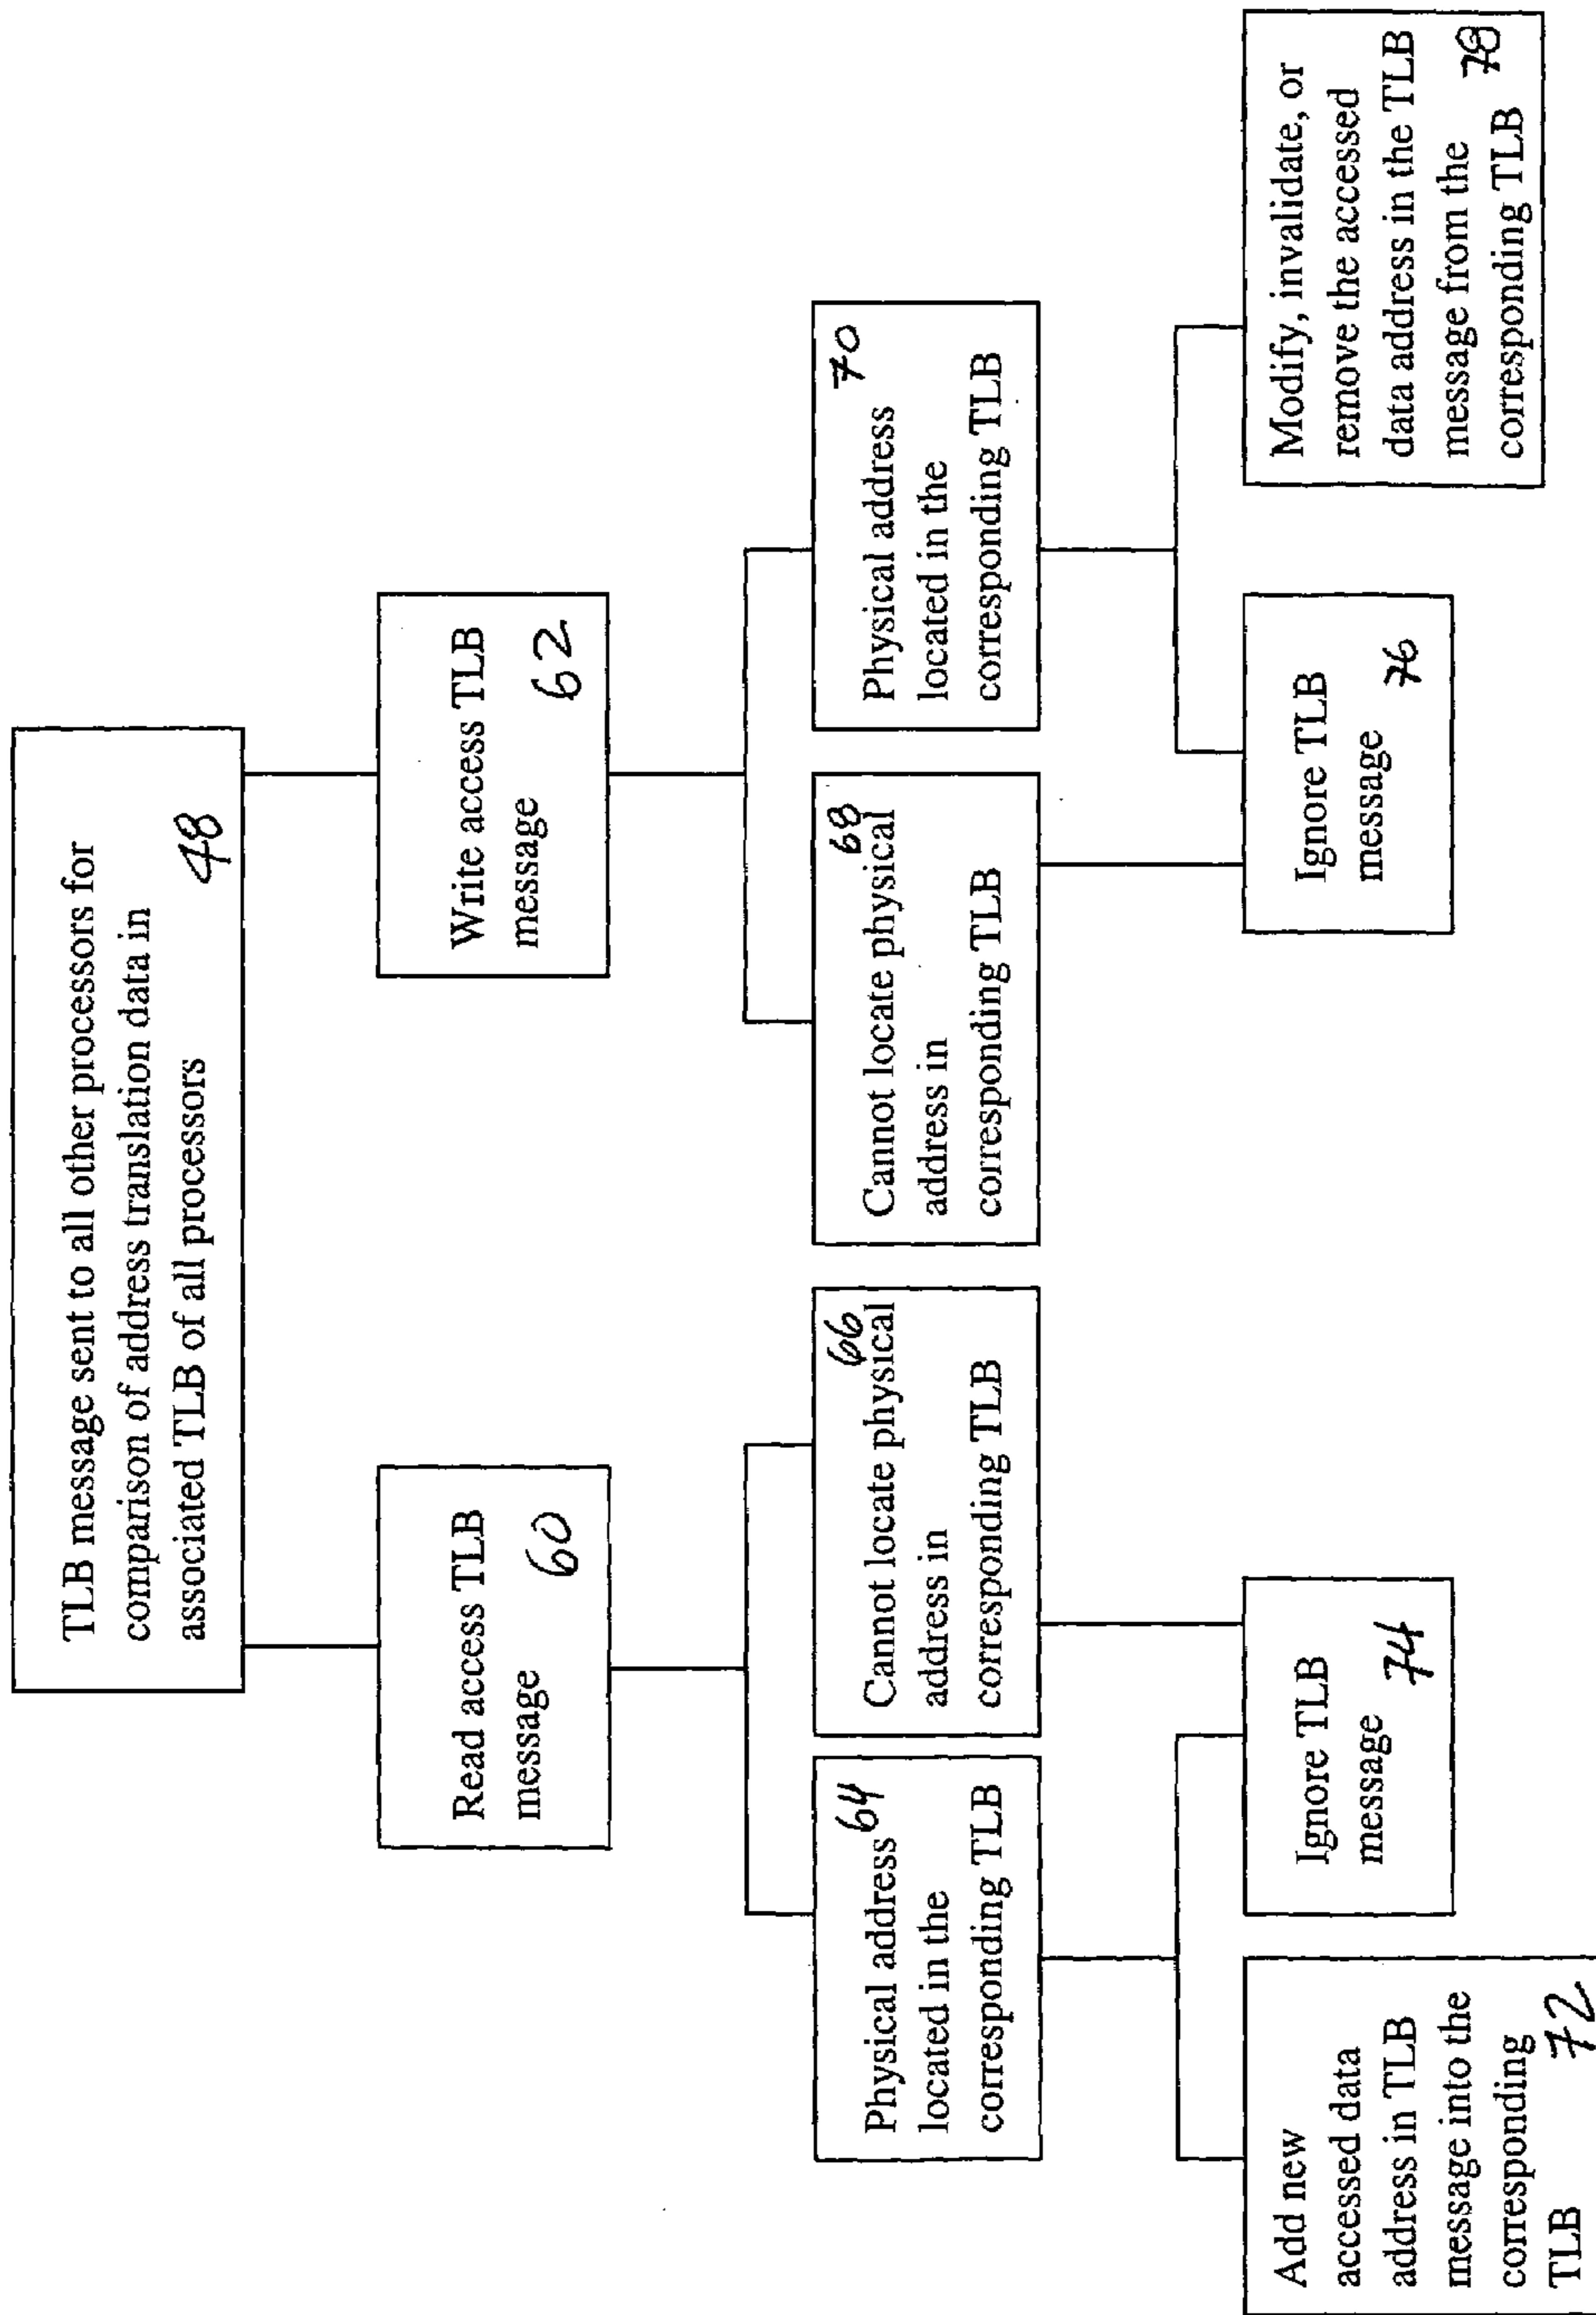 TLB message sent to all other processors for
comparison of address translation data in
associated TLB of all processors 48
Read access TLB
message 60
Write access TLB
message 62
Physical address 64
located in the
corresponding TLB
66
Cannot locate physical
address in
corresponding TLB
68
Cannot locate physical
address in
corresponding TLB
70
Physical address
located in the
corresponding TLB
Add new
accessed data
address in TLB
message into the
corresponding
TLB 72
Ignore TLB
message 74
Ignore TLB
message 76
Modify, invalidate, or
remove the accessed
data address in the TLB
message from the
corresponding TLB 78